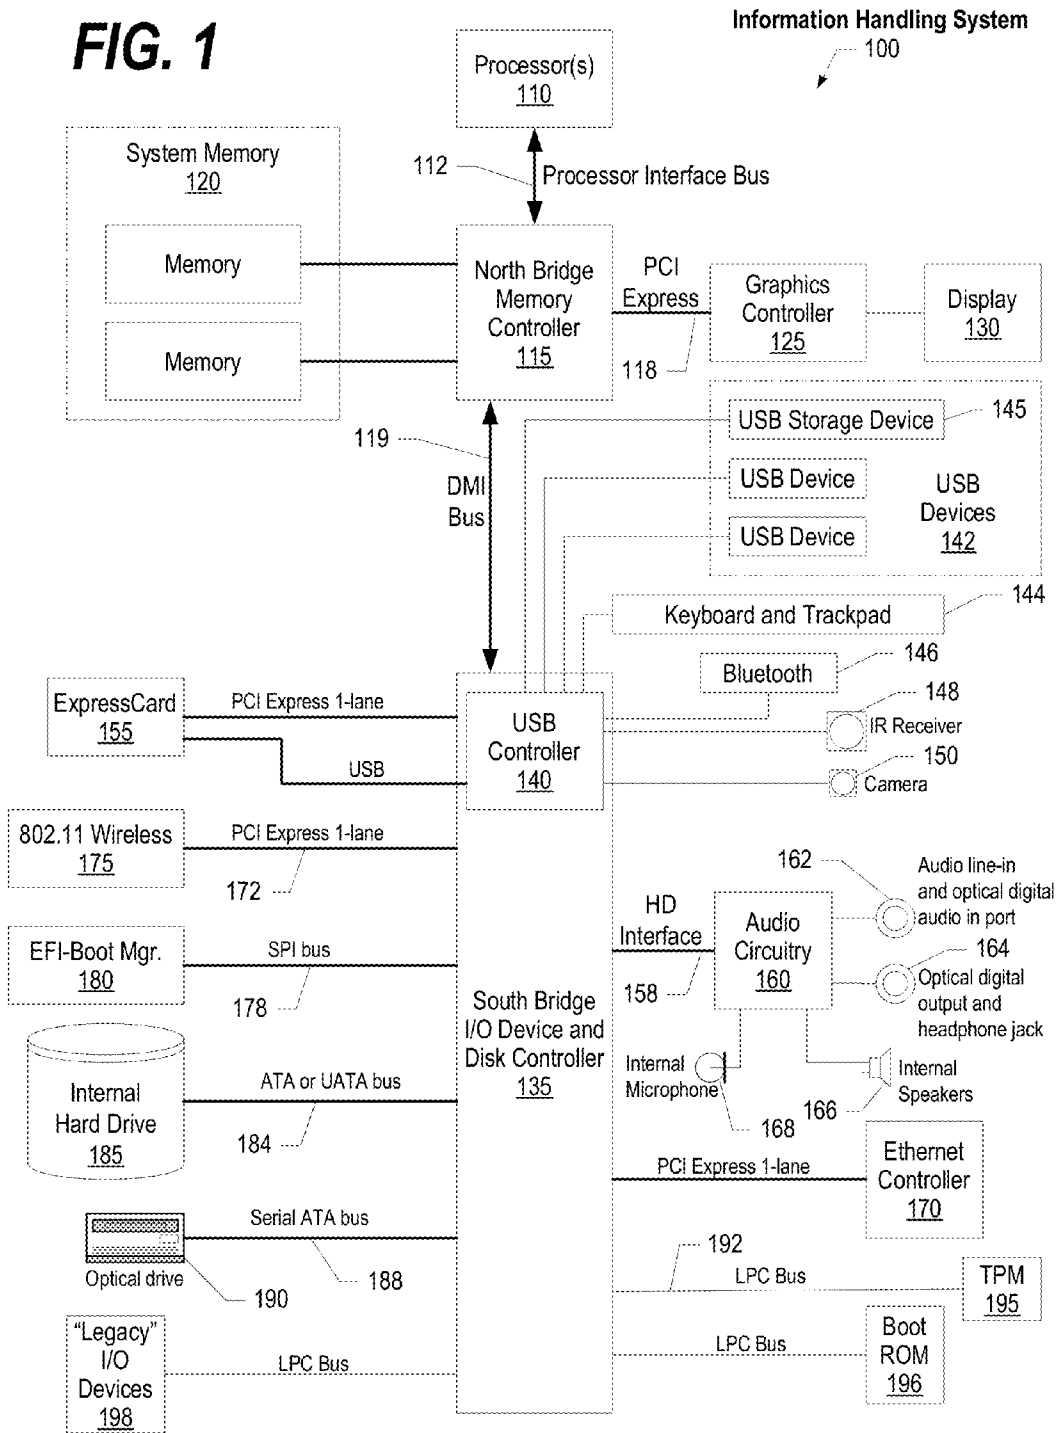 FIG. 1
Information Handling System
100
Processor(s)
110
System Memory
120
112
Processor Interface Bus
Memory
Memory
North Bridge
Memory
Controller
115
PCI
Express
118
Graphics
Controller
125
Display
130
119
DMI
Bus
USB Storage Device
145
USB Device
USB Device
USB
Devices
142
144
Keyboard and Trackpad
146
Bluetooth
148
IR Receiver
150
Camera
ExpressCard
155
PCI Express 1-lane
USB
USB
Controller
140
802.11 Wireless
175
PCI Express 1-lane
172
EFI-Boot Mgr.
180
SPI bus
178
HD
Interface
158
Audio
Circuitry
160
162
Audio line-in
and optical digital
audio in port
164
Optical digital
output and
headphone jack
South Bridge
I/O Device and
Disk Controller
135
Internal
Microphone
168
166
Internal
Speakers
Internal
Hard Drive
185
ATA or UATA bus
184
PCI Express 1-lane
Ethernet
Controller
170
Serial ATA bus
188
Optical drive
190
192
LPC Bus
TPM
195
"Legacy"
I/O
Devices
198
LPC Bus
LPC Bus
Boot
ROM
196